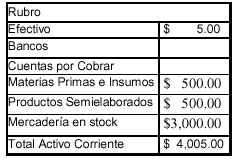 Rubro
Efectivo $ 5.00
Bancos
Cuentas por Cobrar
Materias Primas e Insumos $ 500.00
Productos Semielaborados $ 500.00
Mercadería en stock $3,000.00
Total Activo Corriente $ 4,005.00